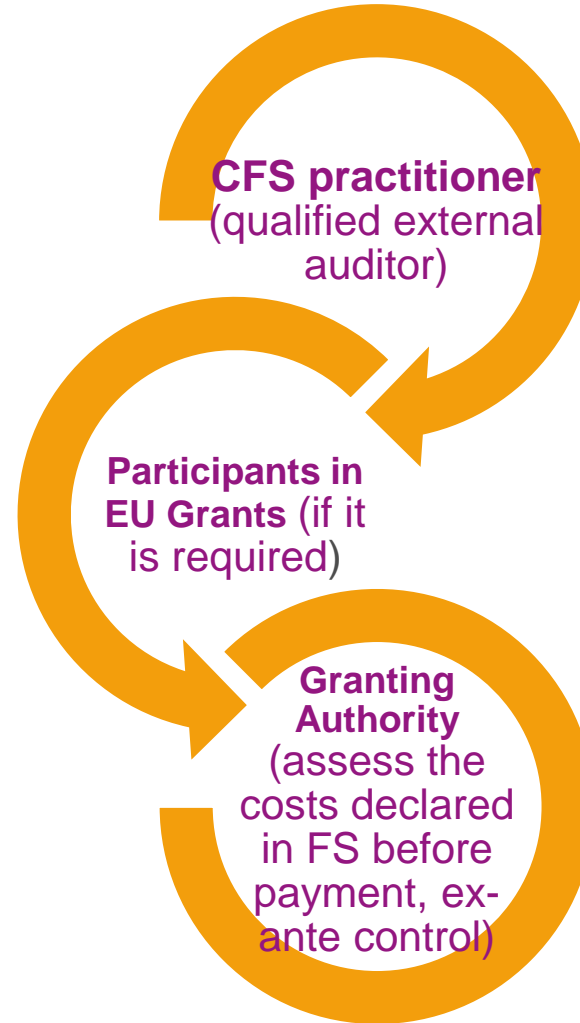 CFS practitioner
(qualified external
auditor)
Participants in
EU Grants (if it
is required)
Granting
Authority
(assess the
costs declared
in FS before
payment, ex-
ante control)